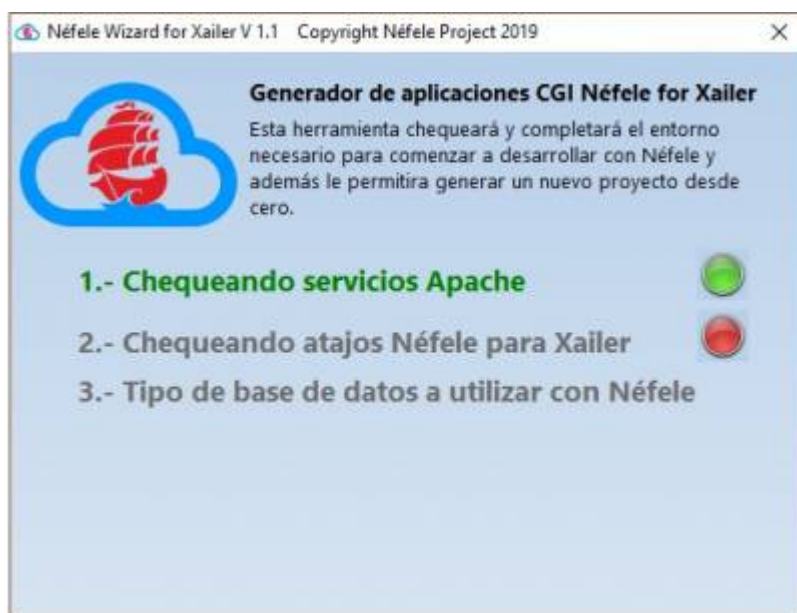 Néfele Wizard for Xailer V 1.1 Copyright Néfele Project 2019
Generador de aplicaciones CGI Néfele for Xailer
Esta herramienta chequeará y completará el entorno
necesario para comenzar a desarrollar con Néfele y
además le permitira generar un nuevo proyecto desde
cero.
1.- Chequeando servicios Apache
2.- Chequeando atajos Néfele para Xailer
3.- Tipo de base de datos a utilizar con Néfele